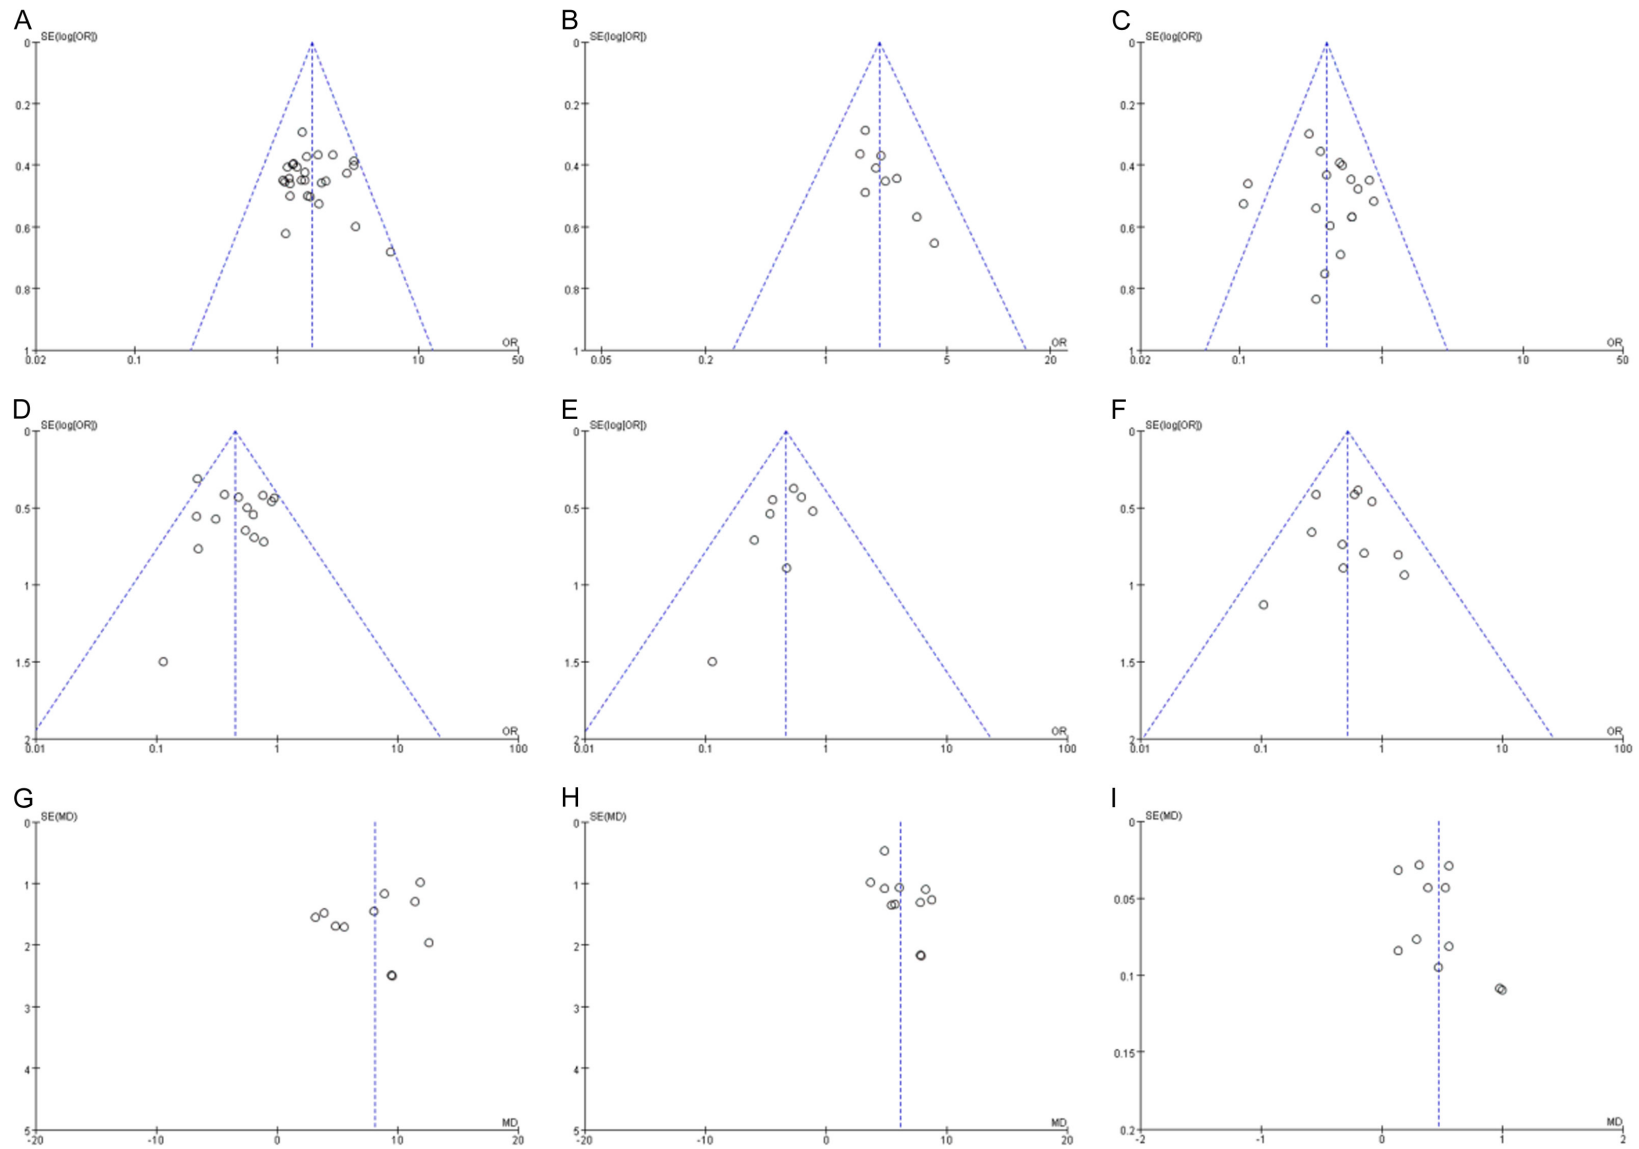 A
SE(log[OR])
0
0.2
0.4
0.6
0.8
1
OR
0.02 0.1 1 10 50
B
SE(log[OR])
0
0.2
0.4
0.6
0.8
1
OR
0.05 0.2 1 5 20
C
SE(log[OR])
0
0.2
0.4
0.6
0.8
1
OR
0.02 0.1 1 10 50
D
SE(log[OR])
0
0.5
1
1.5
2
OR
0.01 0.1 1 10 100
E
SE(log[OR])
0
0.5
1
1.5
2
OR
0.01 0.1 1 10 100
F
SE(log[OR])
0
0.5
1
1.5
2
OR
0.01 0.1 1 10 100
G
SE(MD)
0
1
2
3
4
5
MD
-20 -10 0 10 20
H
SE(MD)
0
1
2
3
4
5
MD
-20 -10 0 10 20
I
SE(MD)
0
0.05
0.1
0.15
0.2
MD
-2 -1 0 1 2